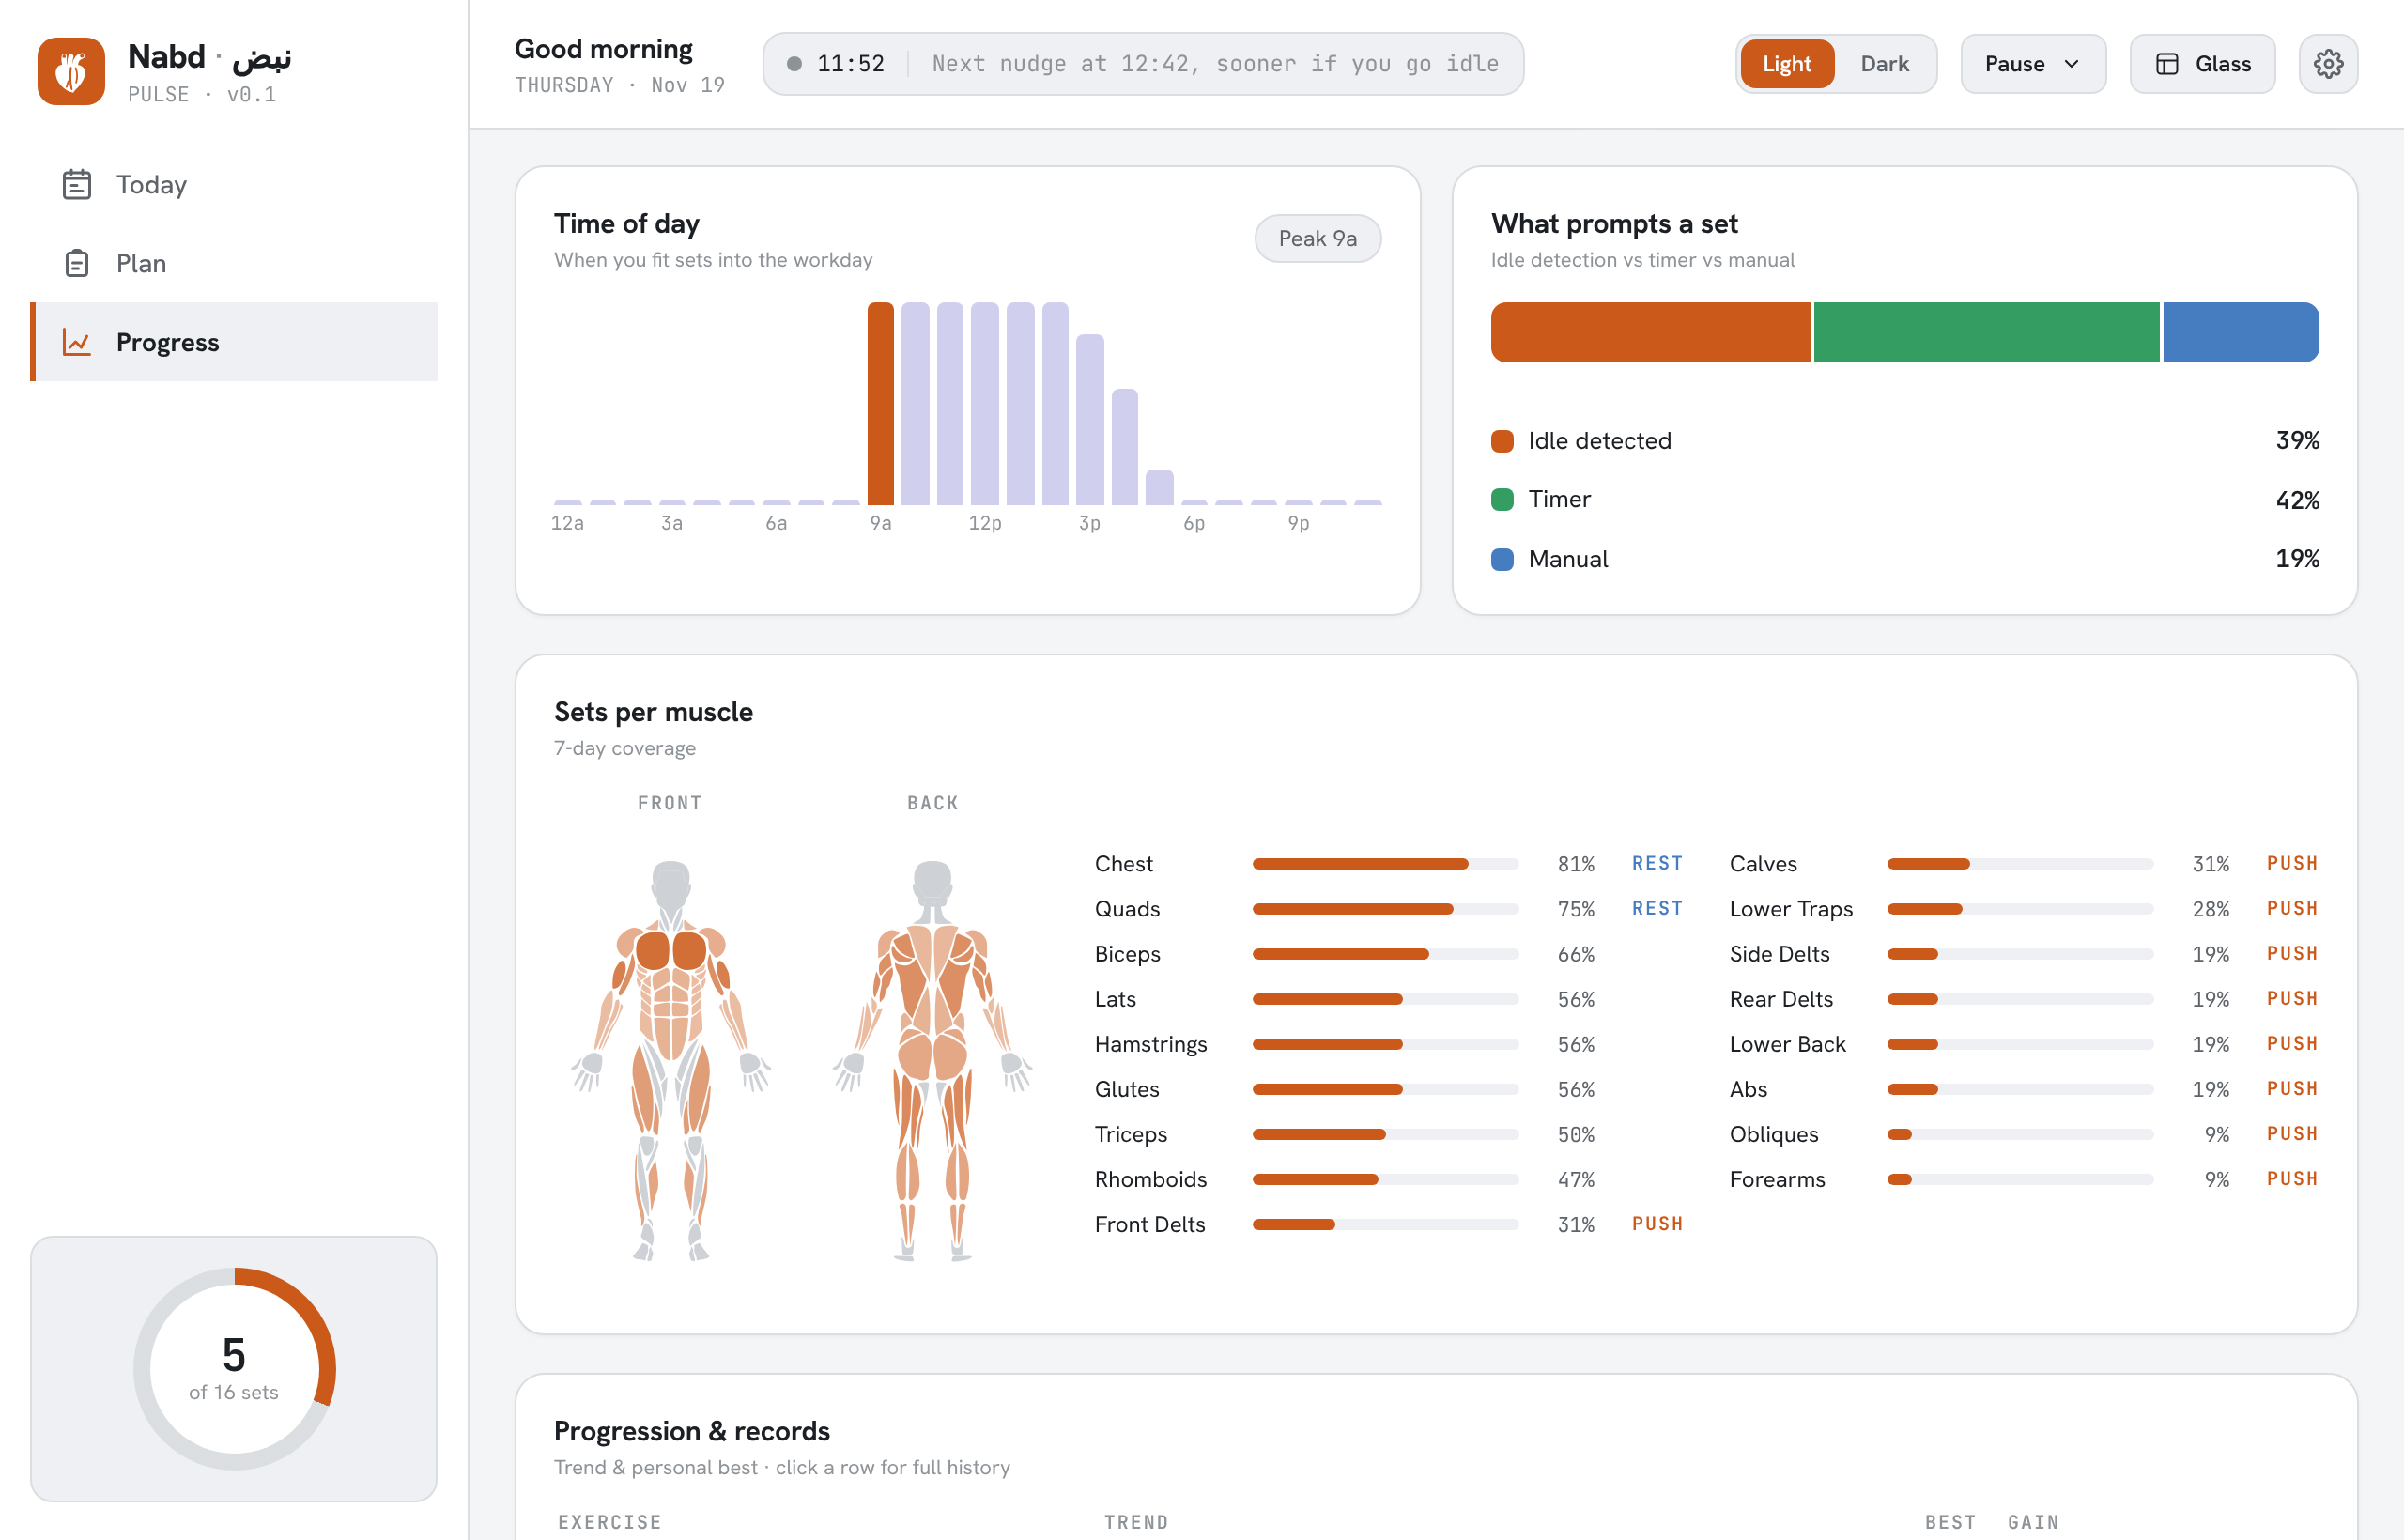 Nabd · نبض
PULSE · v0.1
Today
Plan
Progress
5
of 16 sets
Good morning
THURSDAY · Nov 19
11:52
Next nudge at 12:42, sooner if you go idle
Light
Dark
Pause
Glass
Time of day
When you fit sets into the workday
Peak 9a
12a 3a 6a 9a 12p 3p 6p 9p
What prompts a set
Idle detection vs timer vs manual
Idle detected 39%
Timer 42%
Manual 19%
Sets per muscle
7-day coverage
FRONT
BACK
Chest 81% REST
Quads 75% REST
Biceps 66%
Lats 56%
Hamstrings 56%
Glutes 56%
Triceps 50%
Rhomboids 47%
Front Delts 31% PUSH
Calves 31% PUSH
Lower Traps 28% PUSH
Side Delts 19% PUSH
Rear Delts 19% PUSH
Lower Back 19% PUSH
Abs 19% PUSH
Obliques 9% PUSH
Forearms 9% PUSH
Progression & records
Trend & personal best · click a row for full history
EXERCISE TREND BEST GAIN